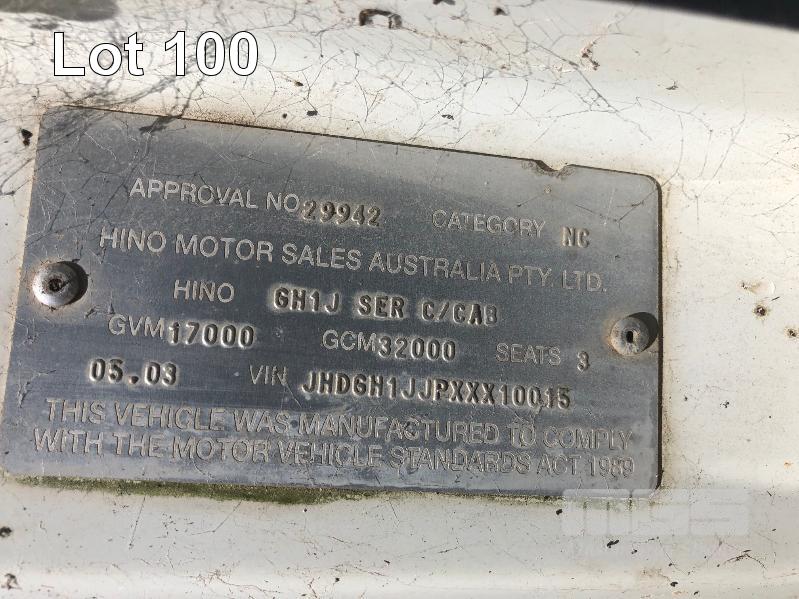 Lot 100
APPROVAL NO 29942 CATEGORY NC
HINO MOTOR SALES AUSTRALIA PTY. LTD.
HINO GH1J SER C/CAB
GVM 17000 GCM 32000 SEATS 3
05.03 VIN JHDGH1JJPXXX10015
THIS VEHICLE WAS MANUFACTURED TO COMPLY
WITH THE MOTOR VEHICLE STANDARDS ACT 1989
MGS